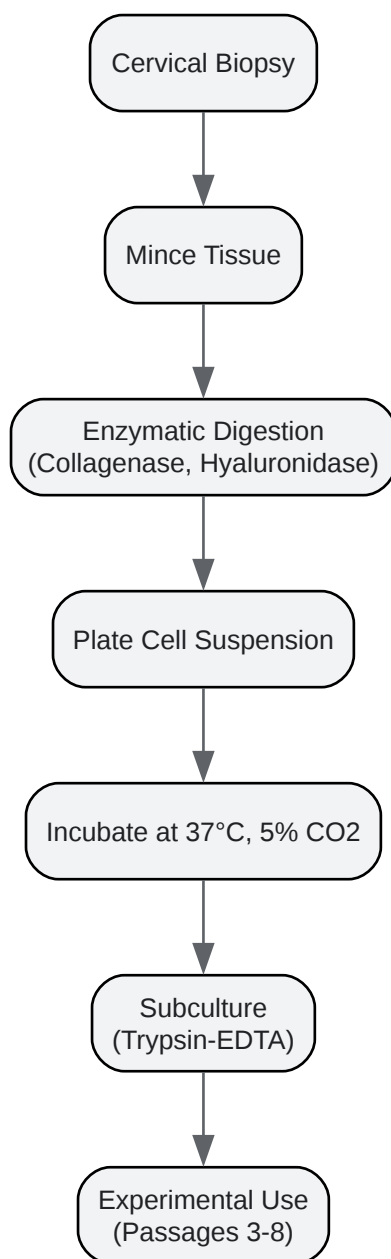 Cervical Biopsy
Mince Tissue
Enzymatic Digestion
(Collagenase, Hyaluronidase)
Plate Cell Suspension
Incubate at 37°C, 5% CO2
Subculture
(Trypsin-EDTA)
Experimental Use
(Passages 3-8)